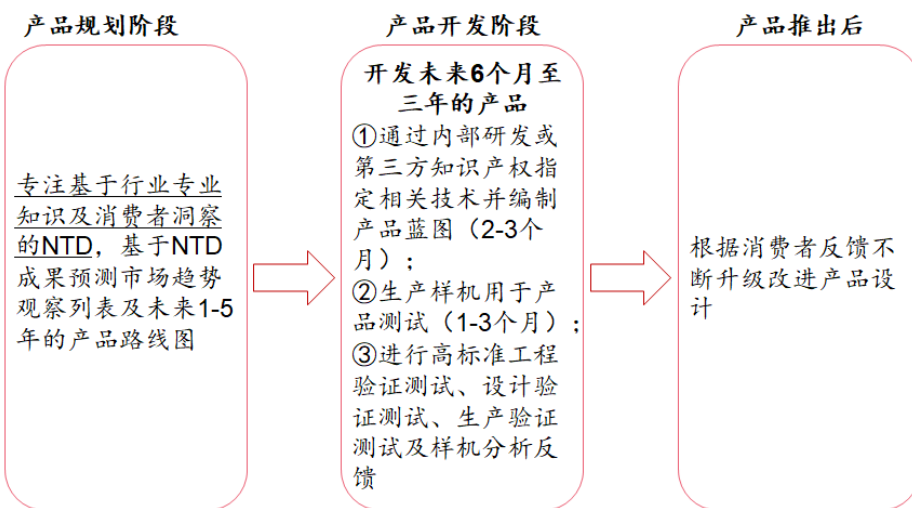 产品规划阶段
专注基于行业专业
知识及消费者洞察
的NTD，基于NTD
成果预测市场趋势
观察列表及未来1-5
年的产品路线图
产品开发阶段
开发未来6个月至
三年的产品
①通过内部研发或
第三方知识产权指
定相关技术并编制
产品蓝图（2-3个
月）；
②生产样机用于产
品测试（1-3个月）；
③进行高标准工程
验证测试、设计验
证测试、生产验证
测试及样机分析反
馈
产品推出后
根据消费者反馈不
断升级改进产品设
计